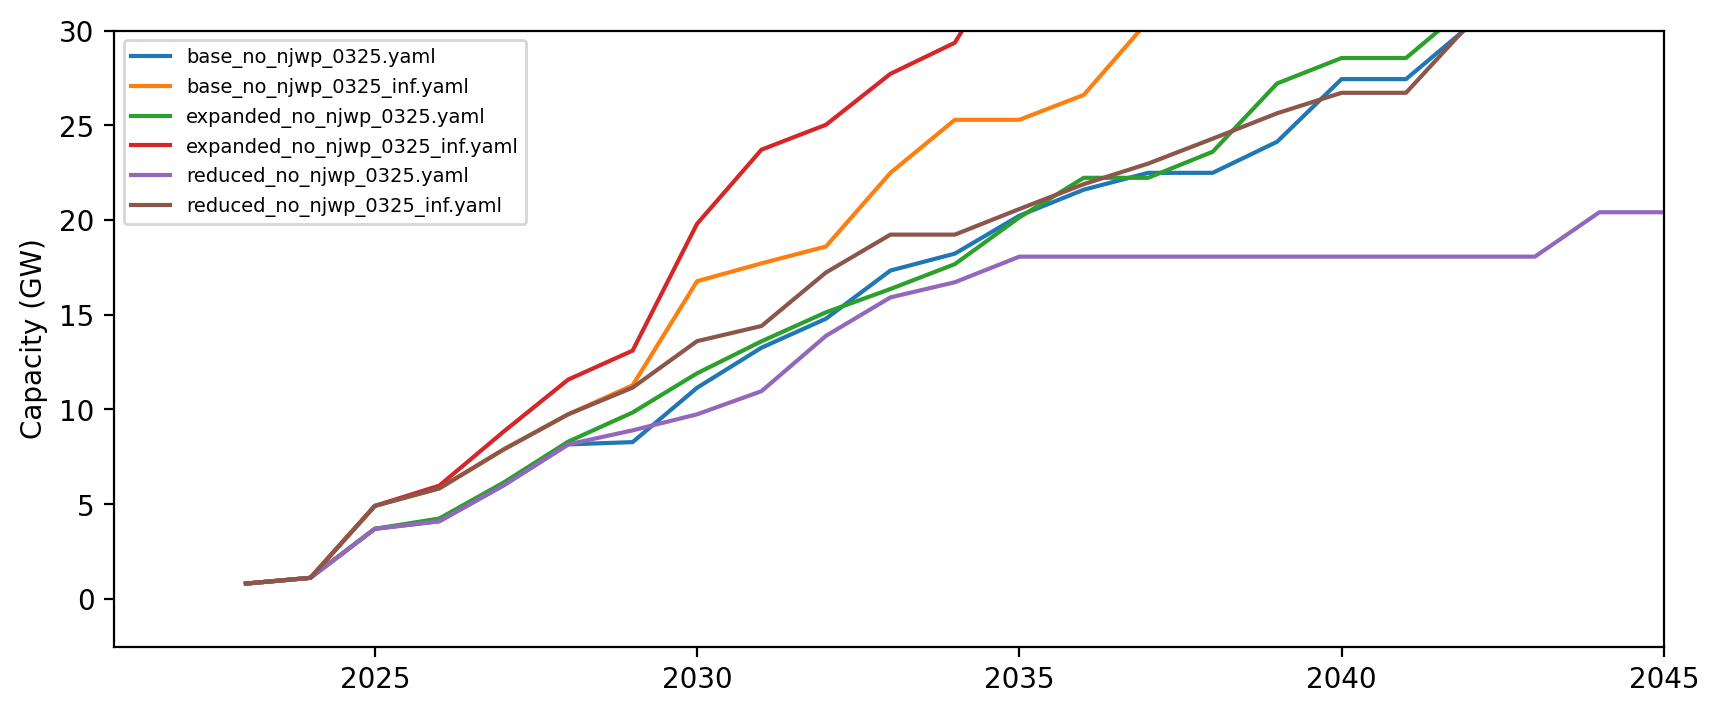 30
25
20
15
10
5
0
Capacity (GW)
base_no_njwp_0325.yaml
base_no_njwp_0325_inf.yaml
expanded_no_njwp_0325.yaml
expanded_no_njwp_0325_inf.yaml
reduced_no_njwp_0325.yaml
reduced_no_njwp_0325_inf.yaml
2025 2030 2035 2040 2045